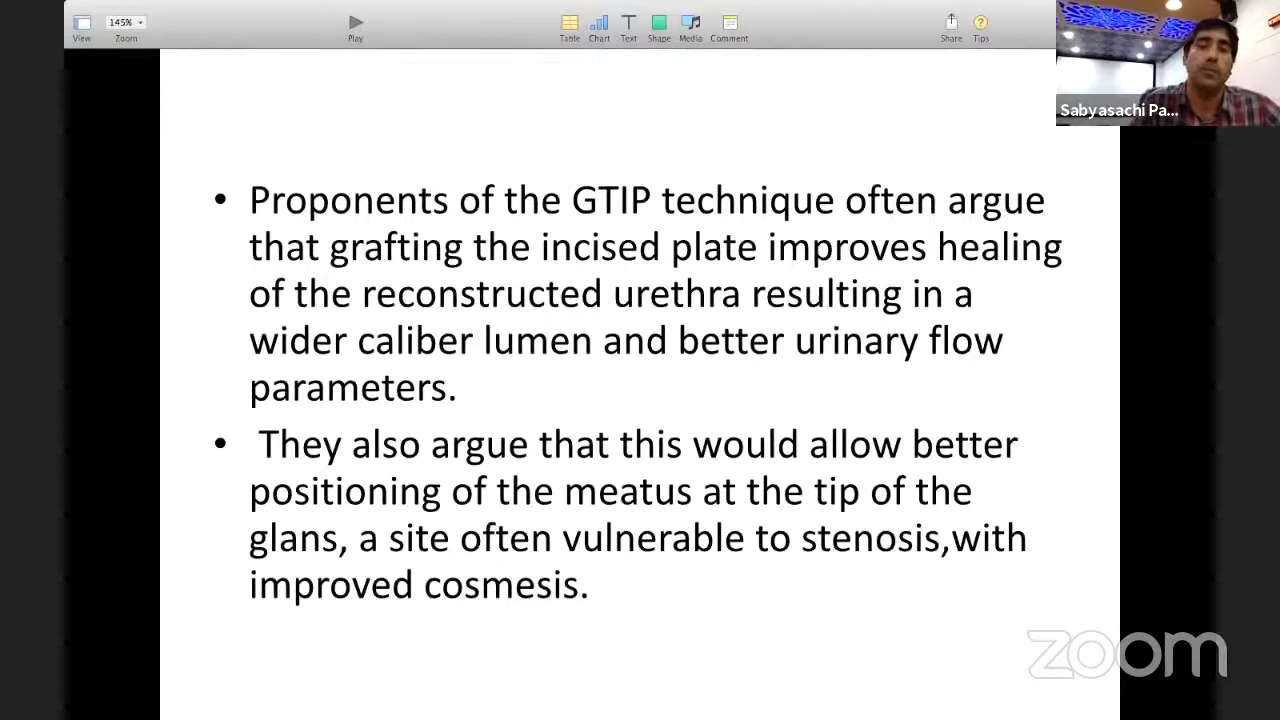 145%
View
Zoom
Play
Table
Chart
Text
Shape
Media
Comment
Share
Tips
Sabyasachi Pa...
• Proponents of the GTIP technique often argue
that grafting the incised plate improves healing
of the reconstructed urethra resulting in a
wider caliber lumen and better urinary flow
parameters.
• They also argue that this would allow better
positioning of the meatus at the tip of the
glans, a site often vulnerable to stenosis,with
improved cosmesis.
zoom